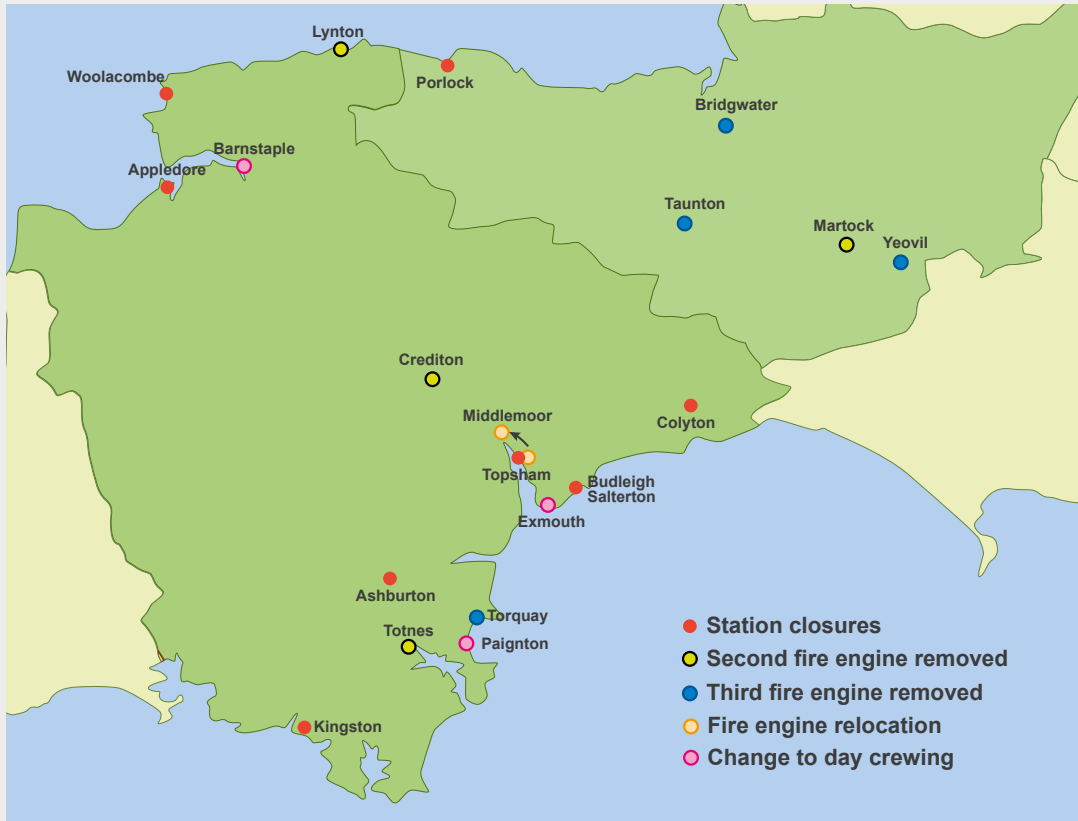 Lynton
Woolacombe
Porlock
Bridgwater
Barnstaple
Appledore
Taunton
Martock
Yeovil
Crediton
Middlemoor
Colyton
Topsham
Budleigh
Salterton
Exmouth
Ashburton
Torquay
Totnes
Paignton
Kingston
Station closures
Second fire engine removed
Third fire engine removed
Fire engine relocation
Change to day crewing